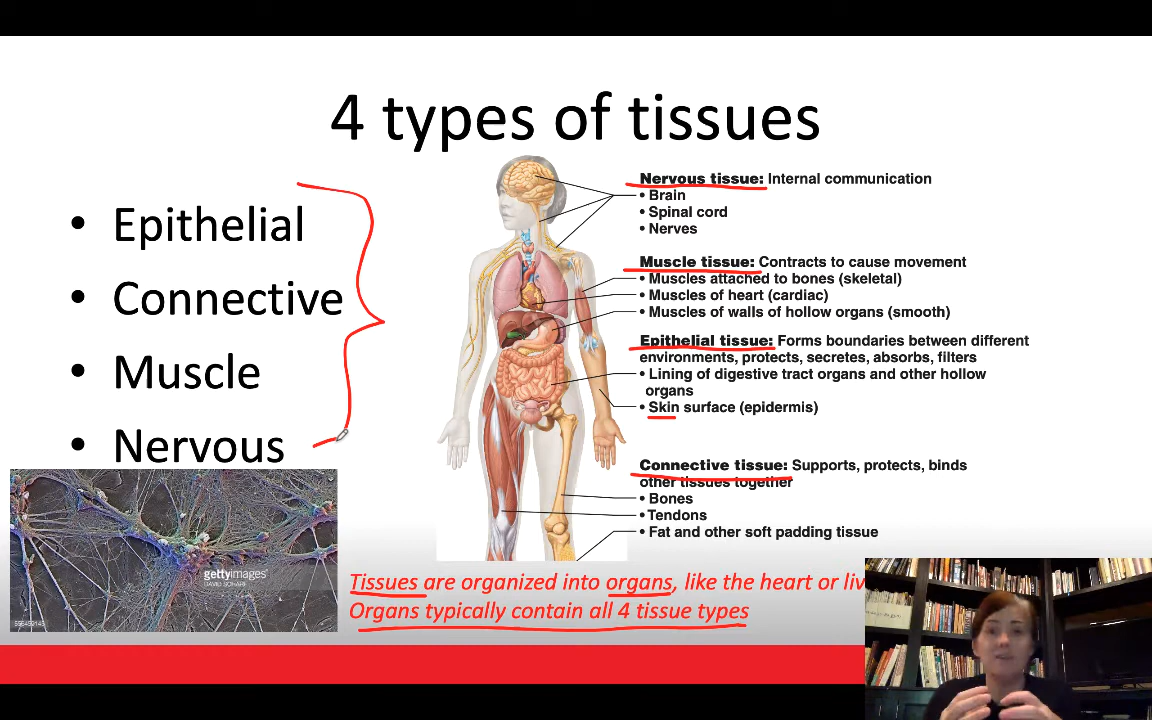 4 types of tissues
• Epithelial
• Connective
Muscle
• Nervous
Nervous tissue: Internal communication
• Brain
• Spinal cord
• Nerves
Muscle tissue: Contracts to cause movement
• Muscles attached to bones (skeletal)
• Muscles of heart (cardiac)
• Muscles of walls of hollow organs (smooth)
Epithelial tissue: Forms boundaries between different
environments, protects, secretes, absorbs, filters
• Lining of digestive tract organs and other hollow
organs
• Skin surface (epidermis)
Connective tissue: Supports, protects, binds
other tissues together
• Bones
• Tendons
• Fat and other soft padding tissue
gettyimages
DAVID SCHARF
Tissues are organized into organs, like the heart or liv
Organs typically contain all 4 tissue types